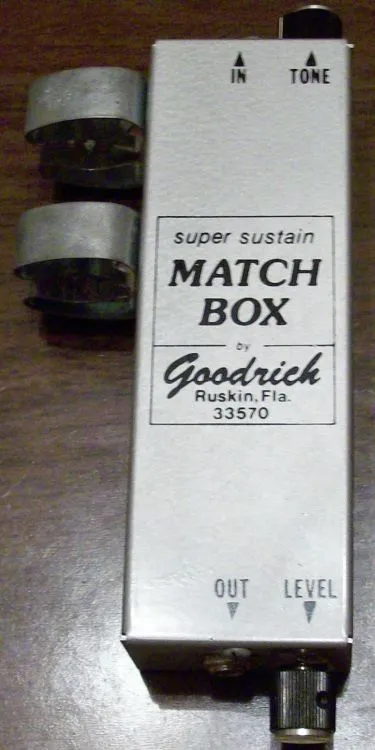 IN TONE
super sustain
MATCH
BOX
by
Goodrich
Ruskin, Fla.
33570
OUT LEVEL